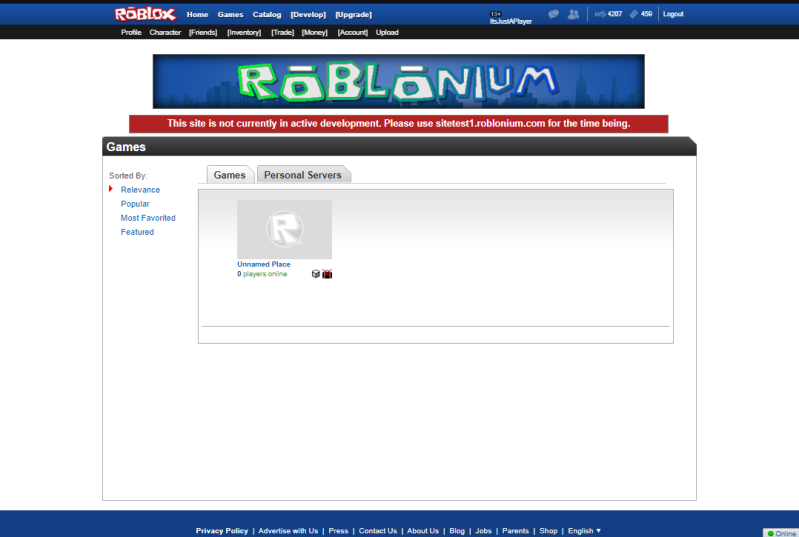 RŌBLOX Home Games Catalog [Develop] [Upgrade] 13+ 4207 459 Logout
ItsJustAPlayer
Profile Character [Friends] [Inventory] [Trade] [Money] [Account] Upload
RŌBLŌNIUM
This site is not currently in active development. Please use sitetest1.roblonium.com for the time being.
Games
Sorted By:
Relevance
Popular
Most Favorited
Featured
Games Personal Servers
R
Unnamed Place
0 players online
Privacy Policy | Advertise with Us | Press | Contact Us | About Us | Blog | Jobs | Parents | Shop | English ▼
Online